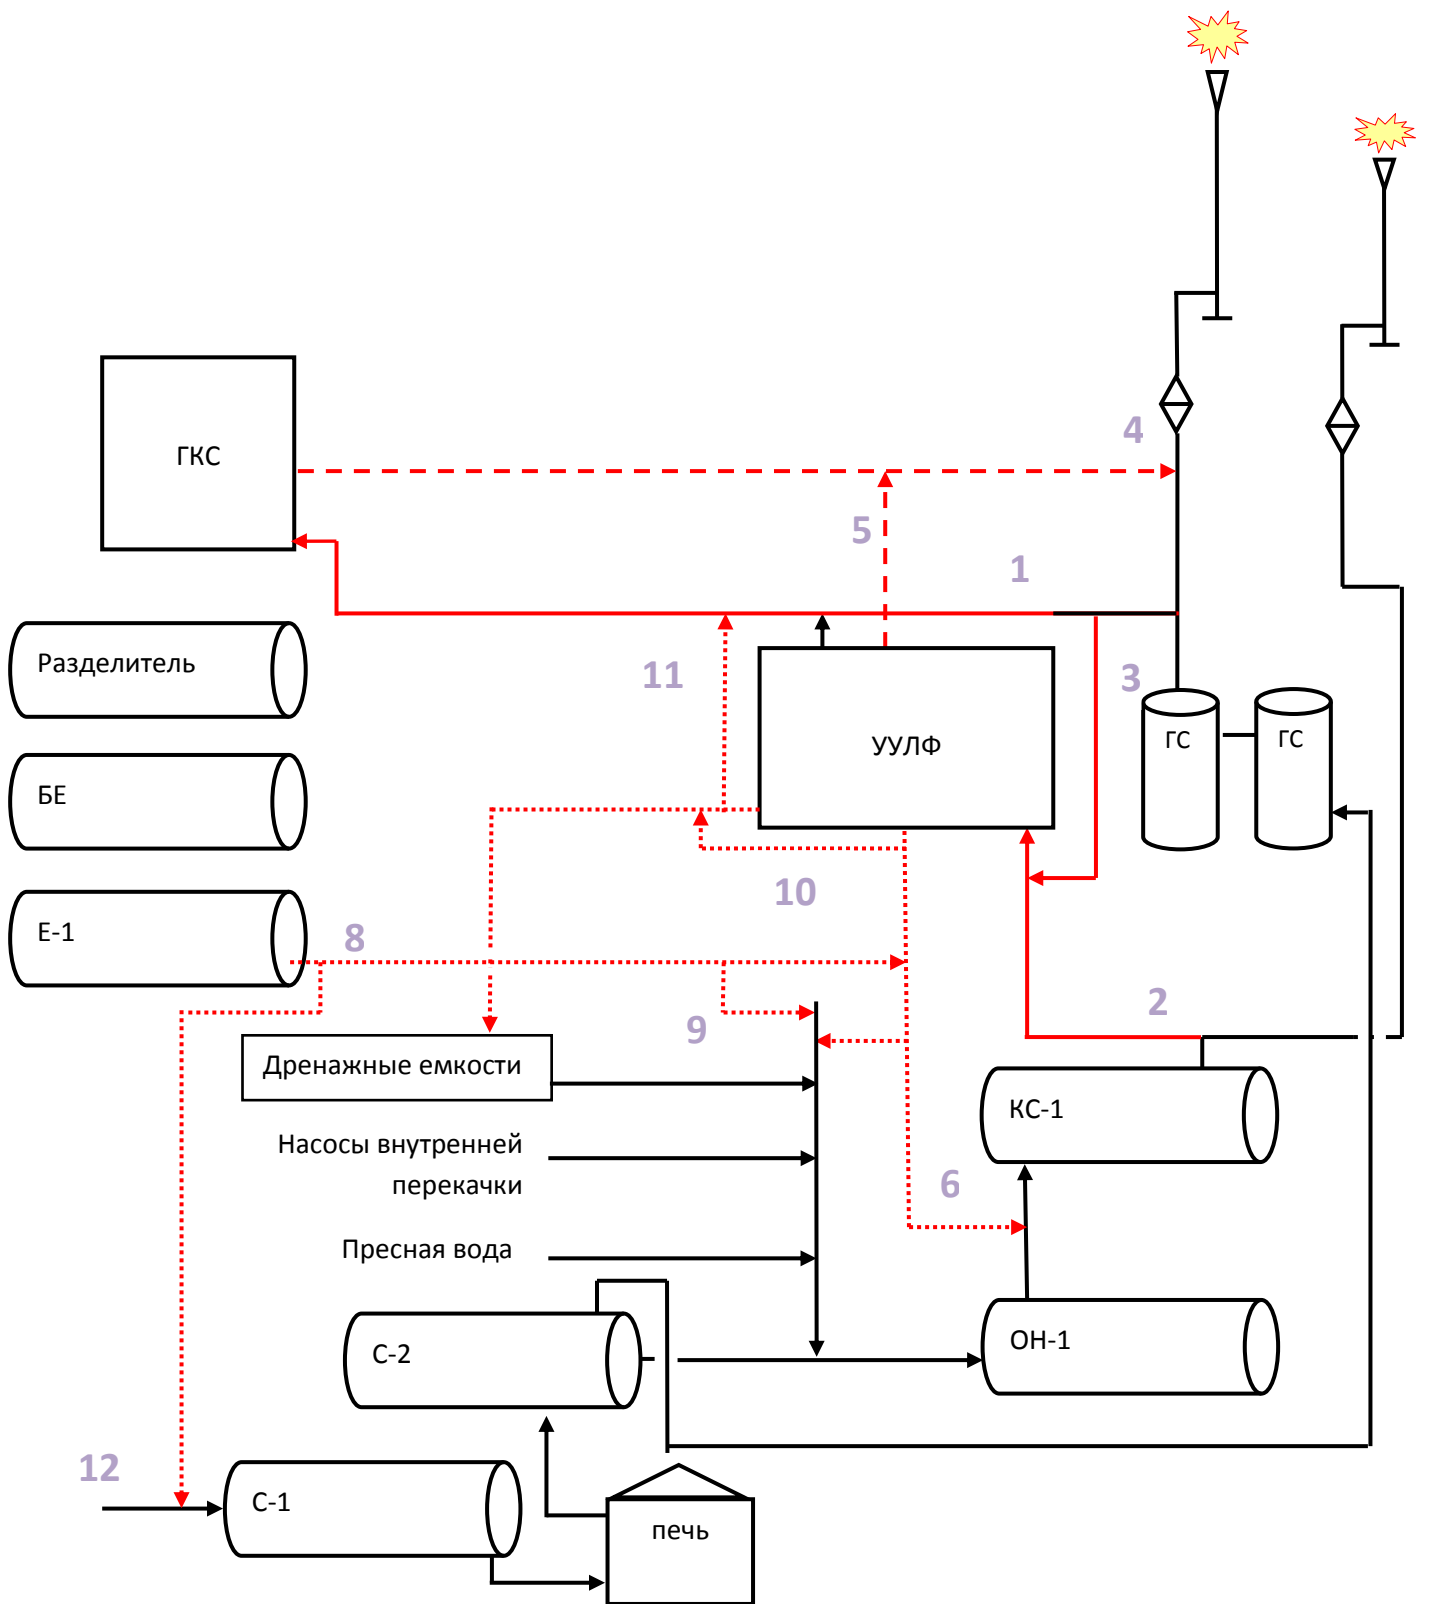 4
ГКС
5
1
Разделитель
11
3
УУЛФ
ГС
ГС
БЕ
10
Е-1
8
2
9
Дренажные емкости
КС-1
Насосы внутренней
перекачки
6
Пресная вода
С-2
ОН-1
12
С-1
печь